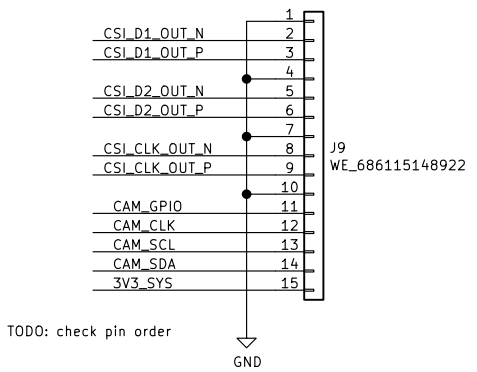 1
CSI_D1_OUT_N 2
CSI_D1_OUT_P 3
4
CSI_D2_OUT_N 5
CSI_D2_OUT_P 6
7
CSI_CLK_OUT_N 8
CSI_CLK_OUT_P 9
10
CAM_GPIO 11
CAM_CLK 12
CAM_SCL 13
CAM_SDA 14
3V3_SYS 15
J9
WE_686115148922
TODO: check pin order
GND